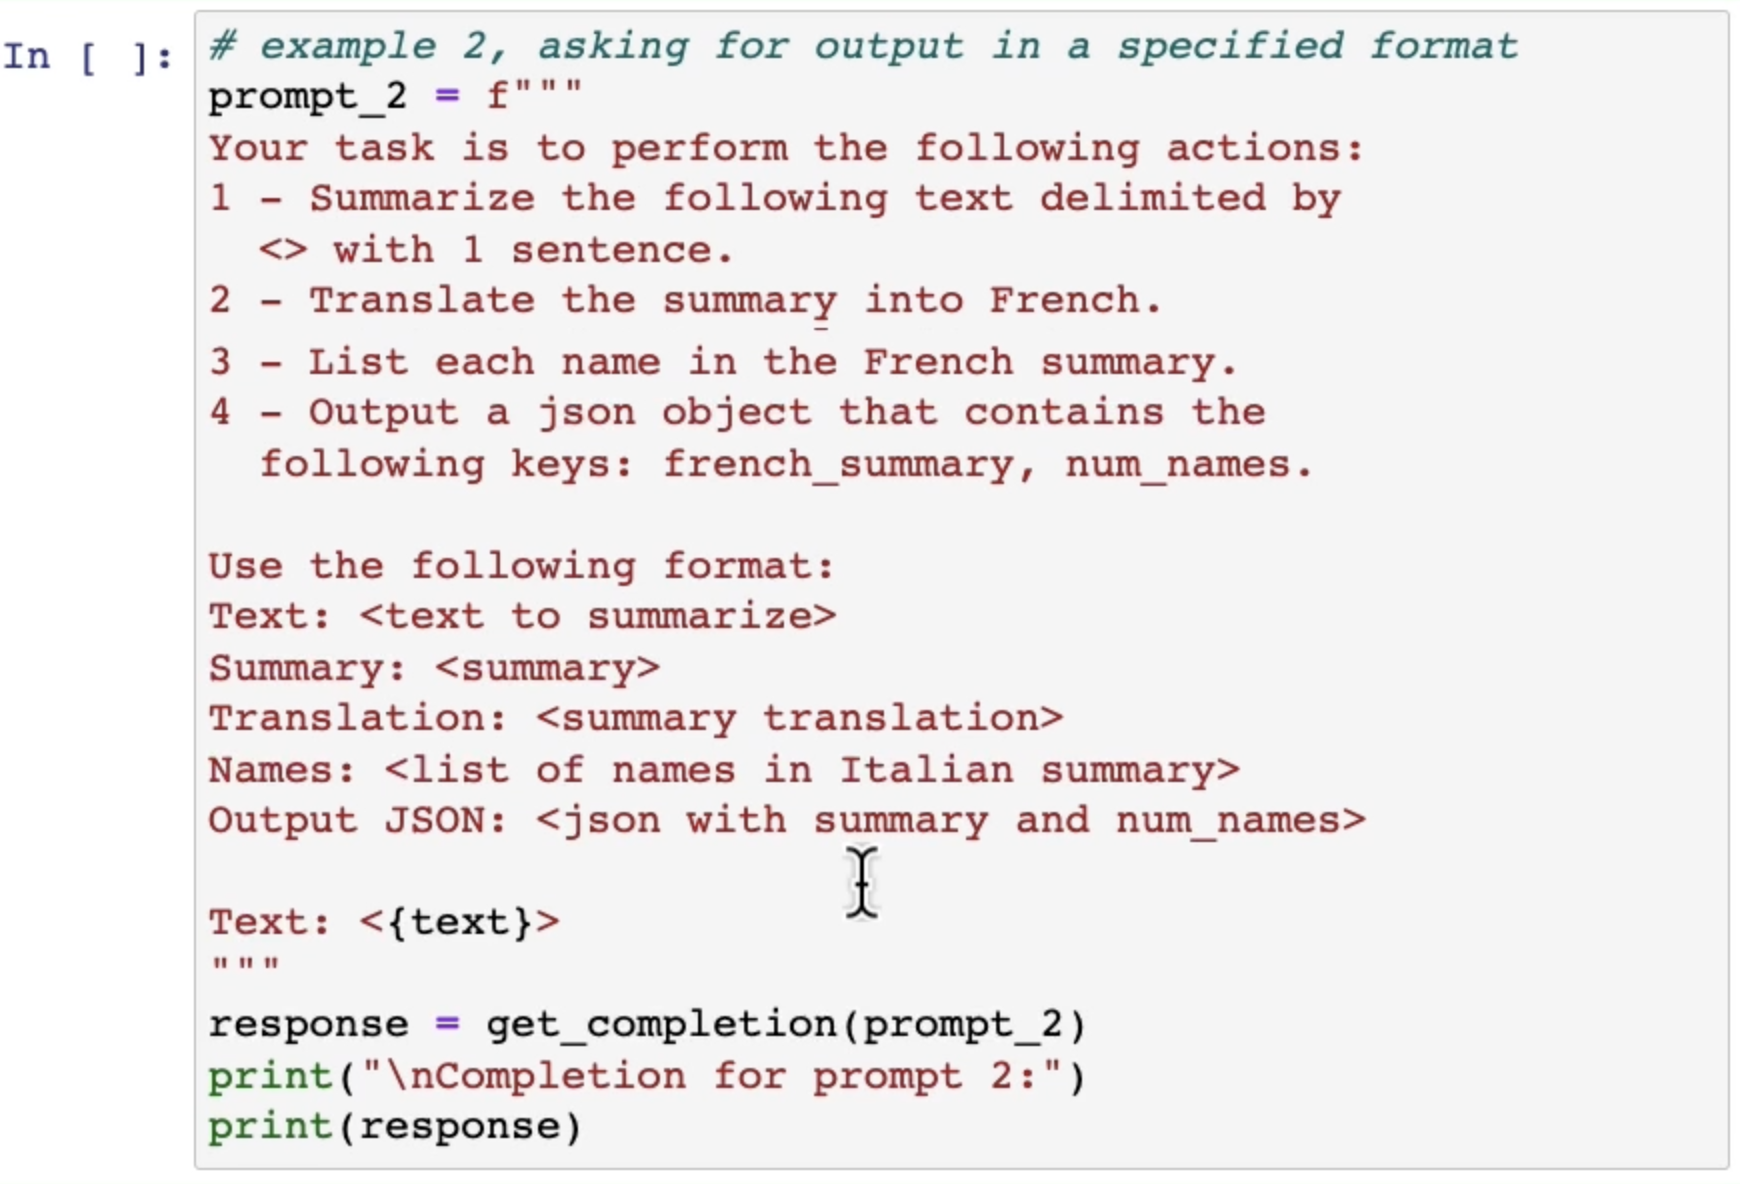 In [ ]:
# example 2, asking for output in a specified format
prompt_2 = f"""
Your task is to perform the following actions:
1 - Summarize the following text delimited by
  <> with 1 sentence.
2 - Translate the summary into French.
3 - List each name in the French summary.
4 - Output a json object that contains the
  following keys: french_summary, num_names.

Use the following format:
Text: <text to summarize>
Summary: <summary>
Translation: <summary translation>
Names: <list of names in Italian summary>
Output JSON: <json with summary and num_names>

Text: <{text}>
"""
response = get_completion(prompt_2)
print("\nCompletion for prompt 2:")
print(response)